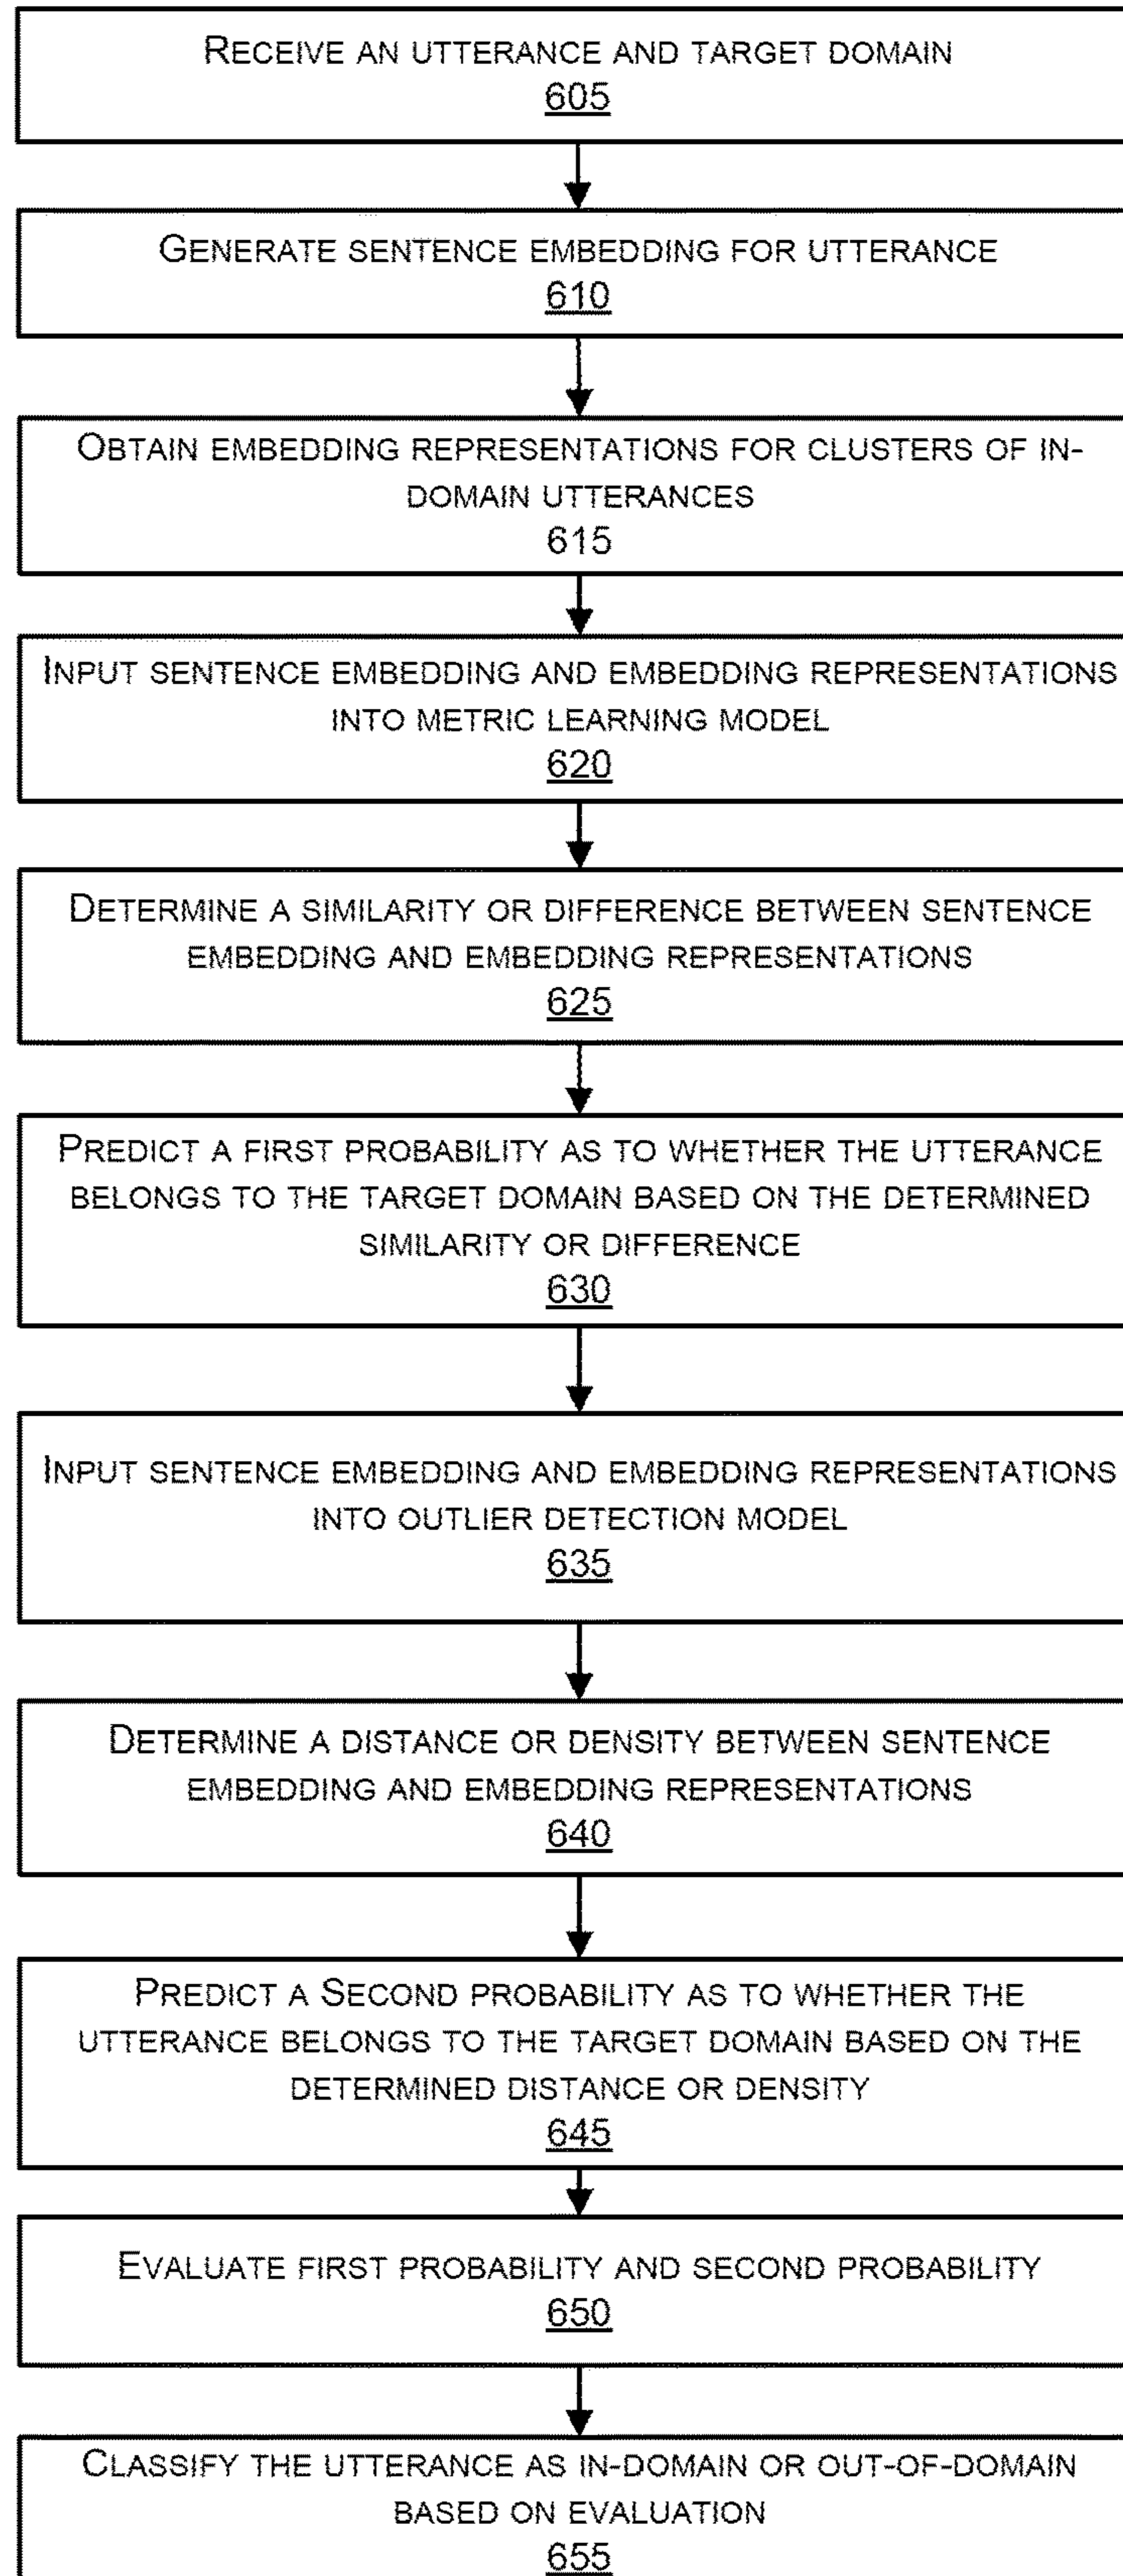 RECEIVE AN UTTERANCE AND TARGET DOMAIN
605
GENERATE SENTENCE EMBEDDING FOR UTTERANCE
610
OBTAIN EMBEDDING REPRESENTATIONS FOR CLUSTERS OF IN-
DOMAIN UTTERANCES
615
INPUT SENTENCE EMBEDDING AND EMBEDDING REPRESENTATIONS
INTO METRIC LEARNING MODEL
620
DETERMINE A SIMILARITY OR DIFFERENCE BETWEEN SENTENCE
EMBEDDING AND EMBEDDING REPRESENTATIONS
625
PREDICT A FIRST PROBABILITY AS TO WHETHER THE UTTERANCE
BELONGS TO THE TARGET DOMAIN BASED ON THE DETERMINED
SIMILARITY OR DIFFERENCE
630
INPUT SENTENCE EMBEDDING AND EMBEDDING REPRESENTATIONS
INTO OUTLIER DETECTION MODEL
635
DETERMINE A DISTANCE OR DENSITY BETWEEN SENTENCE
EMBEDDING AND EMBEDDING REPRESENTATIONS
640
PREDICT A SECOND PROBABILITY AS TO WHETHER THE
UTTERANCE BELONGS TO THE TARGET DOMAIN BASED ON THE
DETERMINED DISTANCE OR DENSITY
645
EVALUATE FIRST PROBABILITY AND SECOND PROBABILITY
650
CLASSIFY THE UTTERANCE AS IN-DOMAIN OR OUT-OF-DOMAIN
BASED ON EVALUATION
655